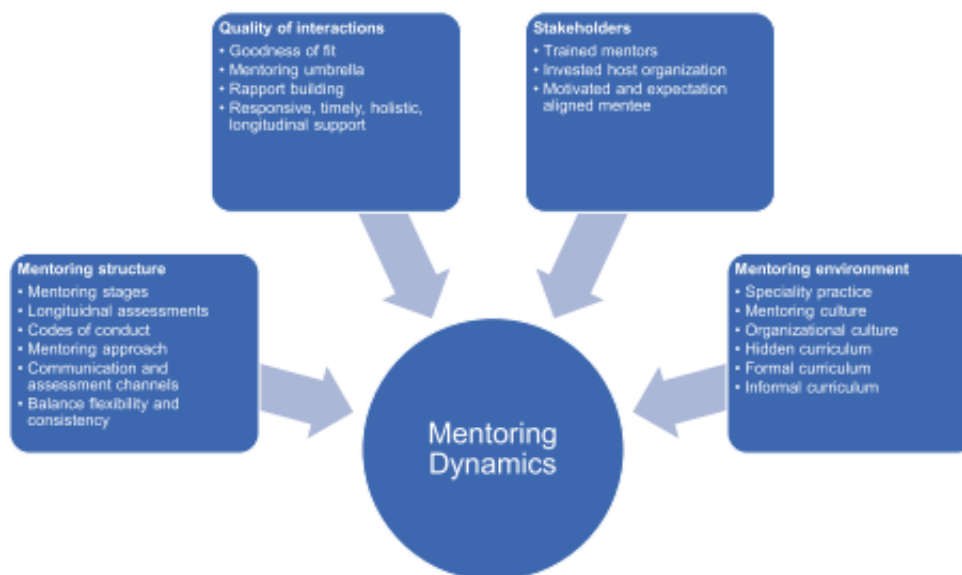 Quality of interactions
• Goodness of fit
• Mentoring umbrella
• Rapport building
• Responsive, timely, holistic,
longitudinal support
Stakeholders
• Trained mentors
• Invested host organization
• Motivated and expectation
aligned mentee
Mentoring structure
• Mentoring stages
• Longituidnal assessments
• Codes of conduct
• Mentoring approach
• Communication and
assessment channels
• Balance flexibility and
consistency
Mentoring environment
• Speciality practice
• Mentoring culture
• Organizational culture
• Hidden curriculum
• Formal curriculum
• Informal curriculum
Mentoring
Dynamics